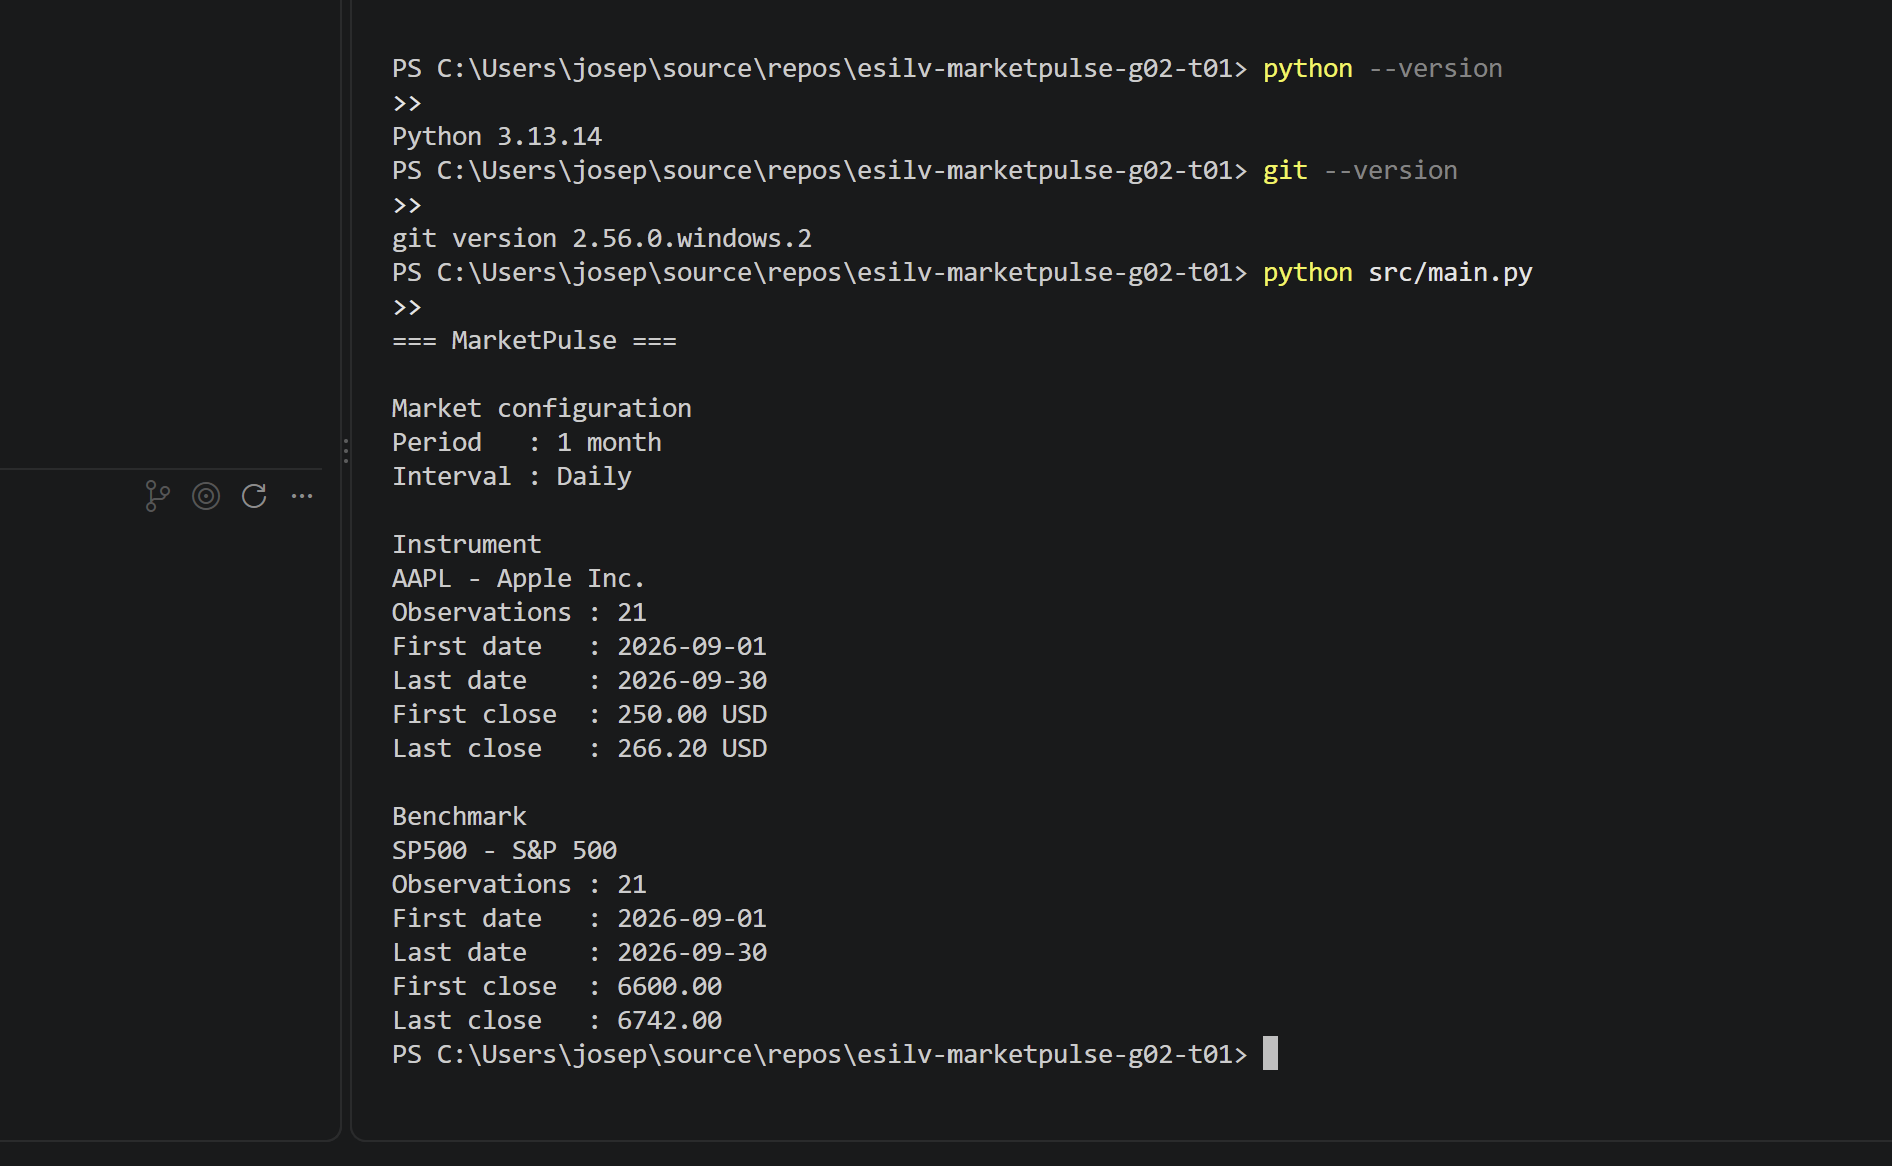 PS C:\Users\josep\source\repos\esilv-marketpulse-g02-t01> python --version
>>
Python 3.13.14
PS C:\Users\josep\source\repos\esilv-marketpulse-g02-t01> git --version
>>
git version 2.56.0.windows.2
PS C:\Users\josep\source\repos\esilv-marketpulse-g02-t01> python src/main.py
>>
=== MarketPulse ===

Market configuration
Period   : 1 month
Interval : Daily

Instrument
AAPL - Apple Inc.
Observations : 21
First date   : 2026-09-01
Last date    : 2026-09-30
First close  : 250.00 USD
Last close   : 266.20 USD

Benchmark
SP500 - S&P 500
Observations : 21
First date   : 2026-09-01
Last date    : 2026-09-30
First close  : 6600.00
Last close   : 6742.00
PS C:\Users\josep\source\repos\esilv-marketpulse-g02-t01>